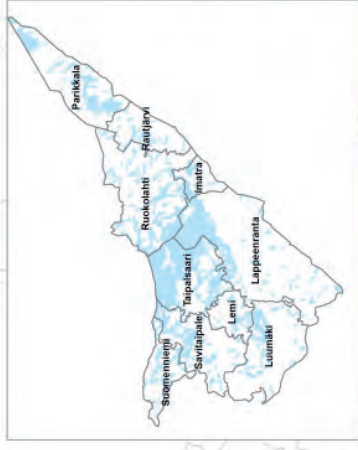 Parikkala
Rautjärvi
Ruokolahti
Imatra
Taipalsaari
Lappeenranta
Suomenniemi
Savitaipale
Lemi
Luumäki